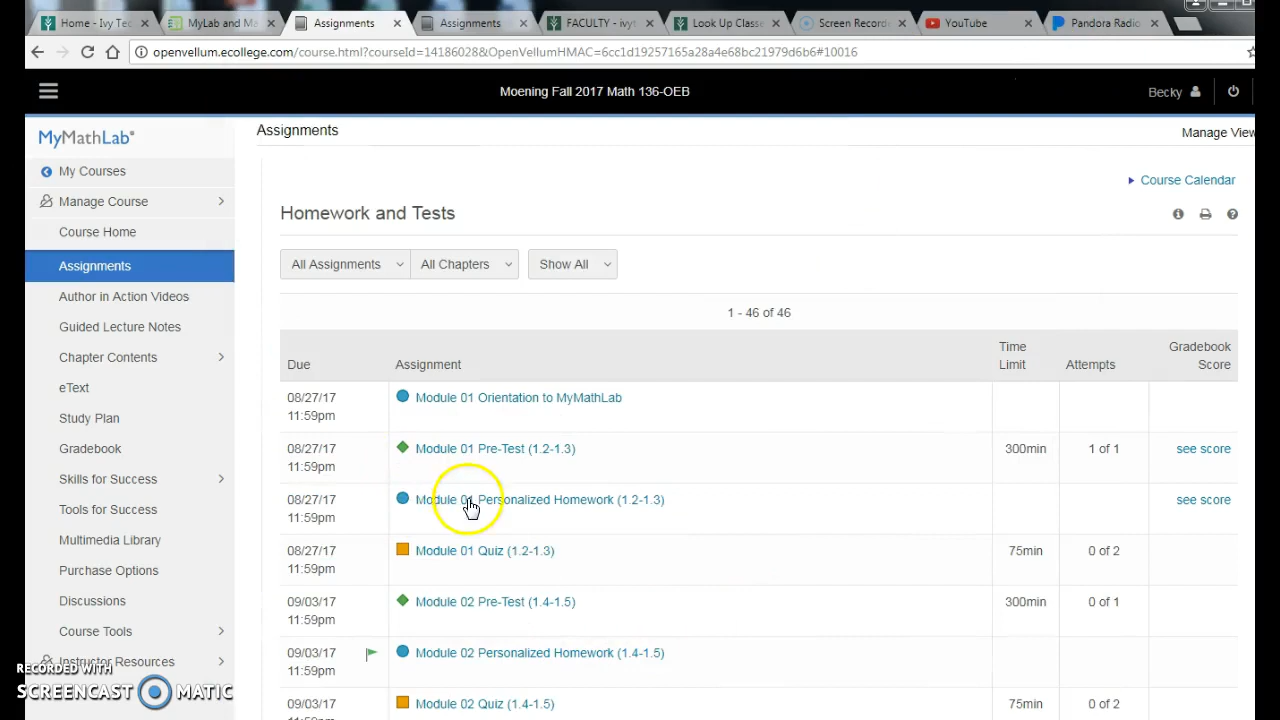 Home - Ivy Tec
MyLab and Ma
Assignments
Assignments
FACULTY - ivyt
Look Up Classe
Screen Recorde
YouTube
Pandora Radio
openvellum.ecollege.com/course.html?courseId=14186028&OpenVellumHMAC=6cc1d19257165a28a4e68bc21979d6b6#10016
Moening Fall 2017 Math 136-OEB
Becky
MyMathLab®
My Courses
Manage Course
Course Home
Assignments
Author in Action Videos
Guided Lecture Notes
Chapter Contents
eText
Study Plan
Gradebook
Skills for Success
Tools for Success
Multimedia Library
Purchase Options
Discussions
Course Tools
Instructor Resources
RECORDED WITH
SCREENCAST MATIC
Assignments
Manage View
Course Calendar
Homework and Tests
All Assignments All Chapters Show All
1 - 46 of 46
Due Assignment Time Limit Attempts Gradebook Score
08/27/17 11:59pm Module 01 Orientation to MyMathLab
08/27/17 11:59pm Module 01 Pre-Test (1.2-1.3) 300min 1 of 1 see score
08/27/17 11:59pm Module 01 Personalized Homework (1.2-1.3) see score
08/27/17 11:59pm Module 01 Quiz (1.2-1.3) 75min 0 of 2
09/03/17 11:59pm Module 02 Pre-Test (1.4-1.5) 300min 0 of 1
09/03/17 11:59pm Module 02 Personalized Homework (1.4-1.5)
09/03/17 11:59pm Module 02 Quiz (1.4-1.5) 75min 0 of 2